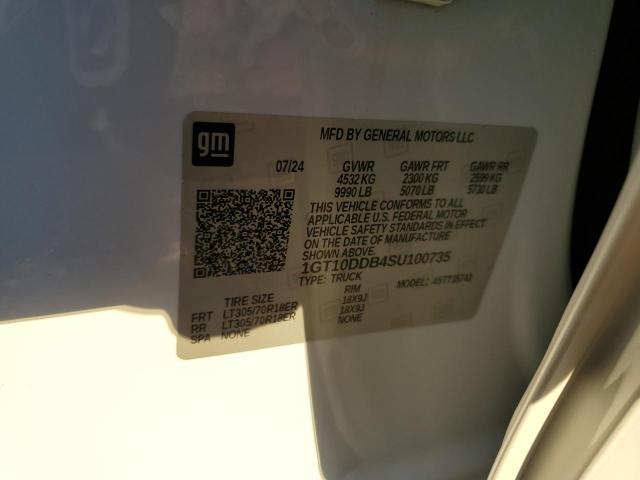 gm
MFD BY GENERAL MOTORS LLC
07/24 GVWR GAWR FRT GAWR RR
4532 KG 2300 KG 2599 KG
9990 LB 5070 LB 5730 LB
THIS VEHICLE CONFORMS TO ALL
APPLICABLE U.S. FEDERAL MOTOR
VEHICLE SAFETY STANDARDS IN EFFECT
ON THE DATE OF MANUFACTURE
SHOWN ABOVE.
1GT10DDB4SU100735
TYPE: TRUCK MODEL:
TIRE SIZE RIM
FRT LT305/70R18ER 18X9J
RR LT305/70R18ER 18X9J
SPA NONE NONE